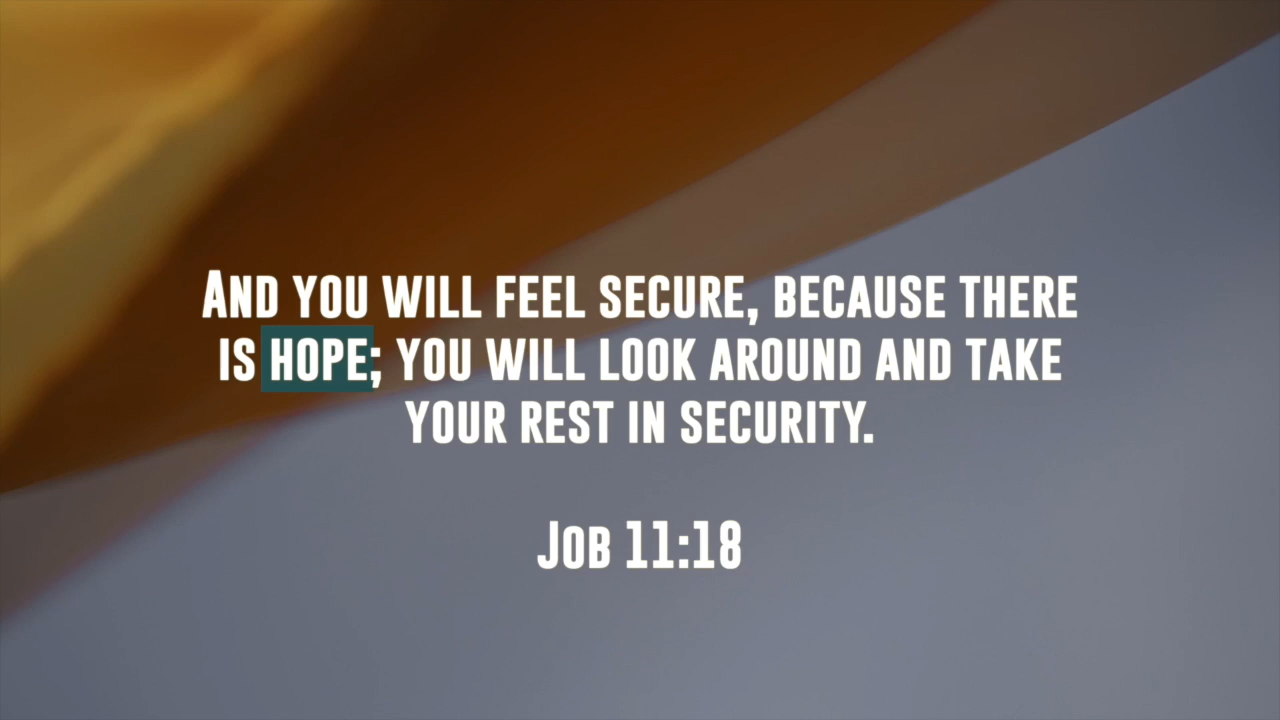 And you will feel secure, because there
is hope; you will look around and take
your rest in security.
Job 11:18